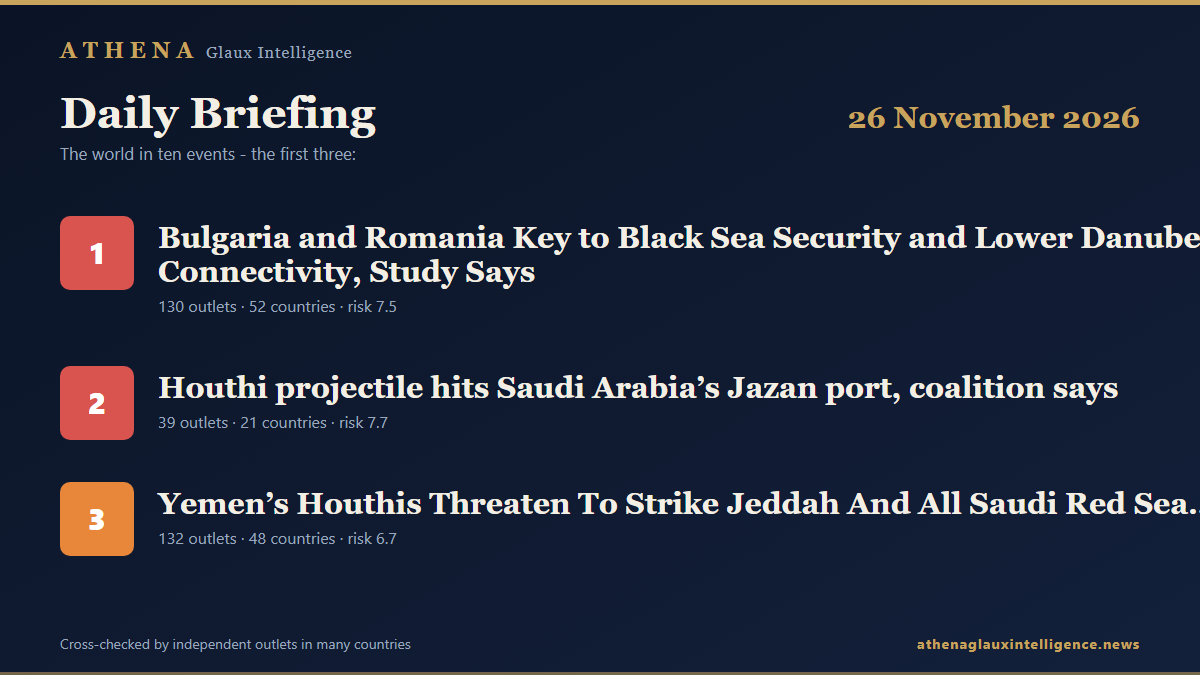 ATHENA Glaux Intelligence
Daily Briefing
26 November 2026
The world in ten events - the first three:
1
Bulgaria and Romania Key to Black Sea Security and Lower Danube
Connectivity, Study Says
130 outlets · 52 countries · risk 7.5
2
Houthi projectile hits Saudi Arabia’s Jazan port, coalition says
39 outlets · 21 countries · risk 7.7
3
Yemen’s Houthis Threaten To Strike Jeddah And All Saudi Red Sea..
132 outlets · 48 countries · risk 6.7
Cross-checked by independent outlets in many countries
athenaglauxintelligence.news